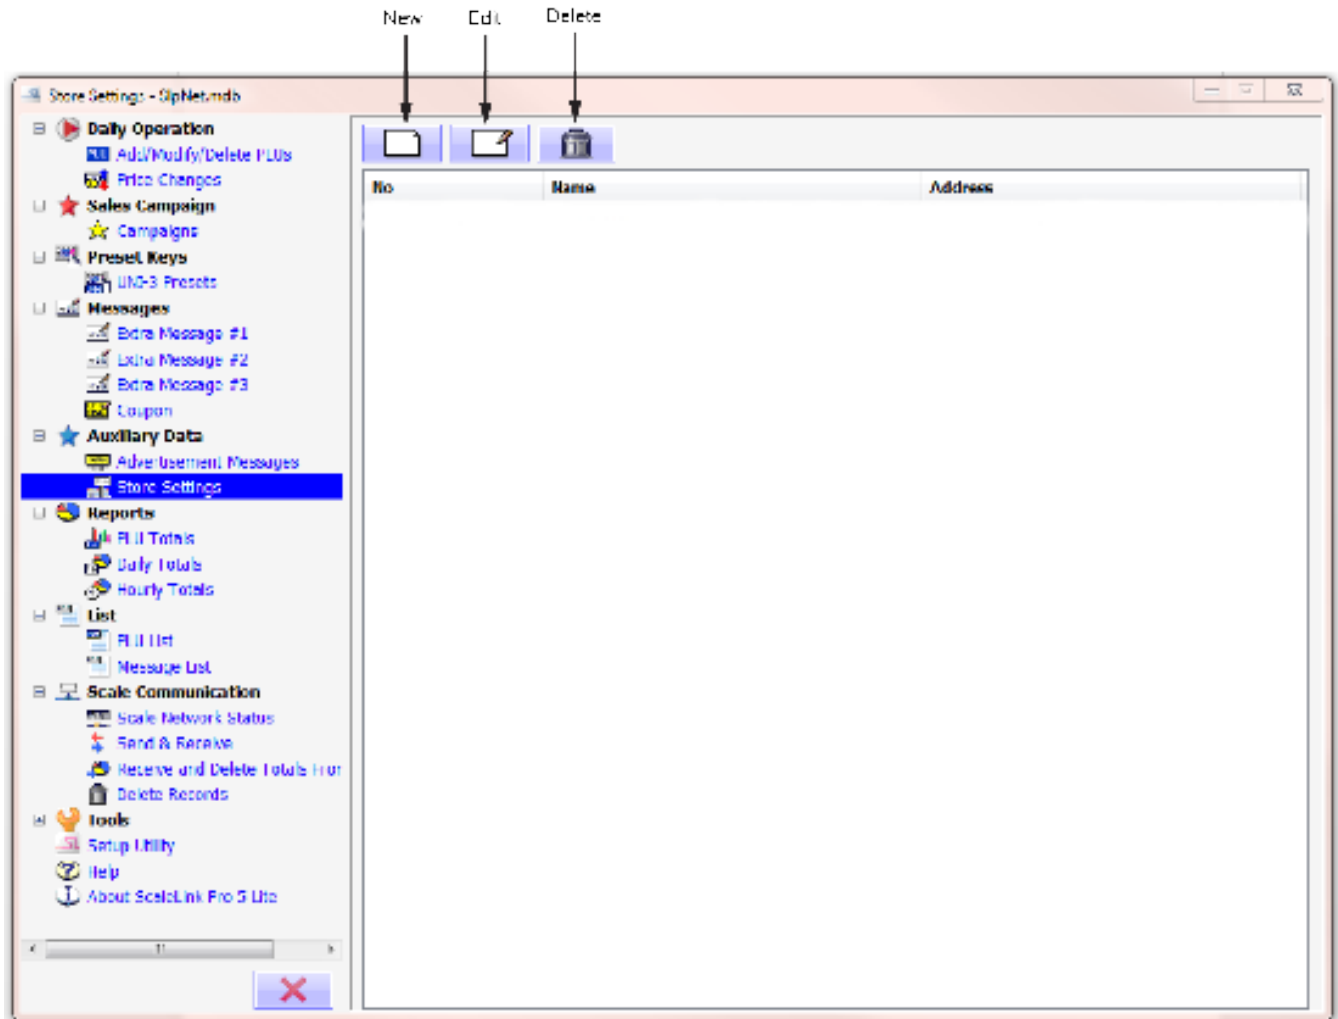 New Edit Delete
Store Settings - SlpNet.mdb
Daily Operation
Add/Modify/Delete PLUs
Price Changes
Sales Campaign
Campaigns
Preset Keys
UNI-3 Presets
Messages
Extra Message #1
Extra Message #2
Extra Message #3
Coupon
Auxiliary Data
Advertisement Messages
Store Settings
Reports
PLU Totals
Daily Totals
Hourly Totals
List
PLU List
Message List
Scale Communication
Scale Network Status
Send & Receive
Receive and Delete Totals From
Delete Records
Tools
Setup Utility
Help
About ScaleLink Pro 5 Lite
No Name Address